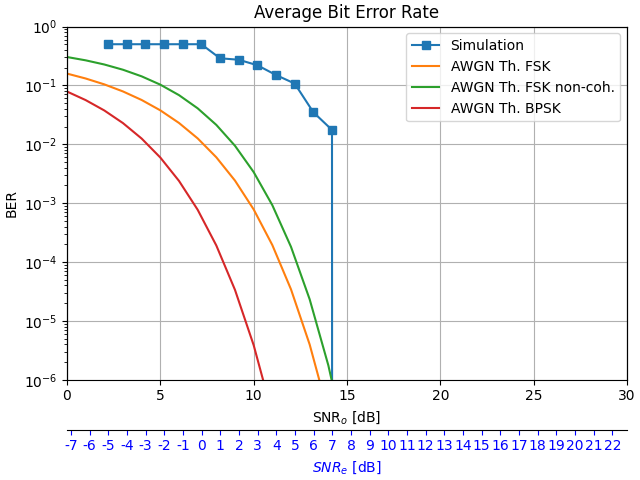 Average Bit Error Rate
10^0
10^-1
10^-2
10^-3
10^-4
10^-5
10^-6
BER
Simulation
AWGN Th. FSK
AWGN Th. FSK non-coh.
AWGN Th. BPSK
0 5 10 15 20 25 30
SNR_o [dB]
-7 -6 -5 -4 -3 -2 -1 0 1 2 3 4 5 6 7 8 9 10 11 12 13 14 15 16 17 18 19 20 21 22
SNR_e [dB]